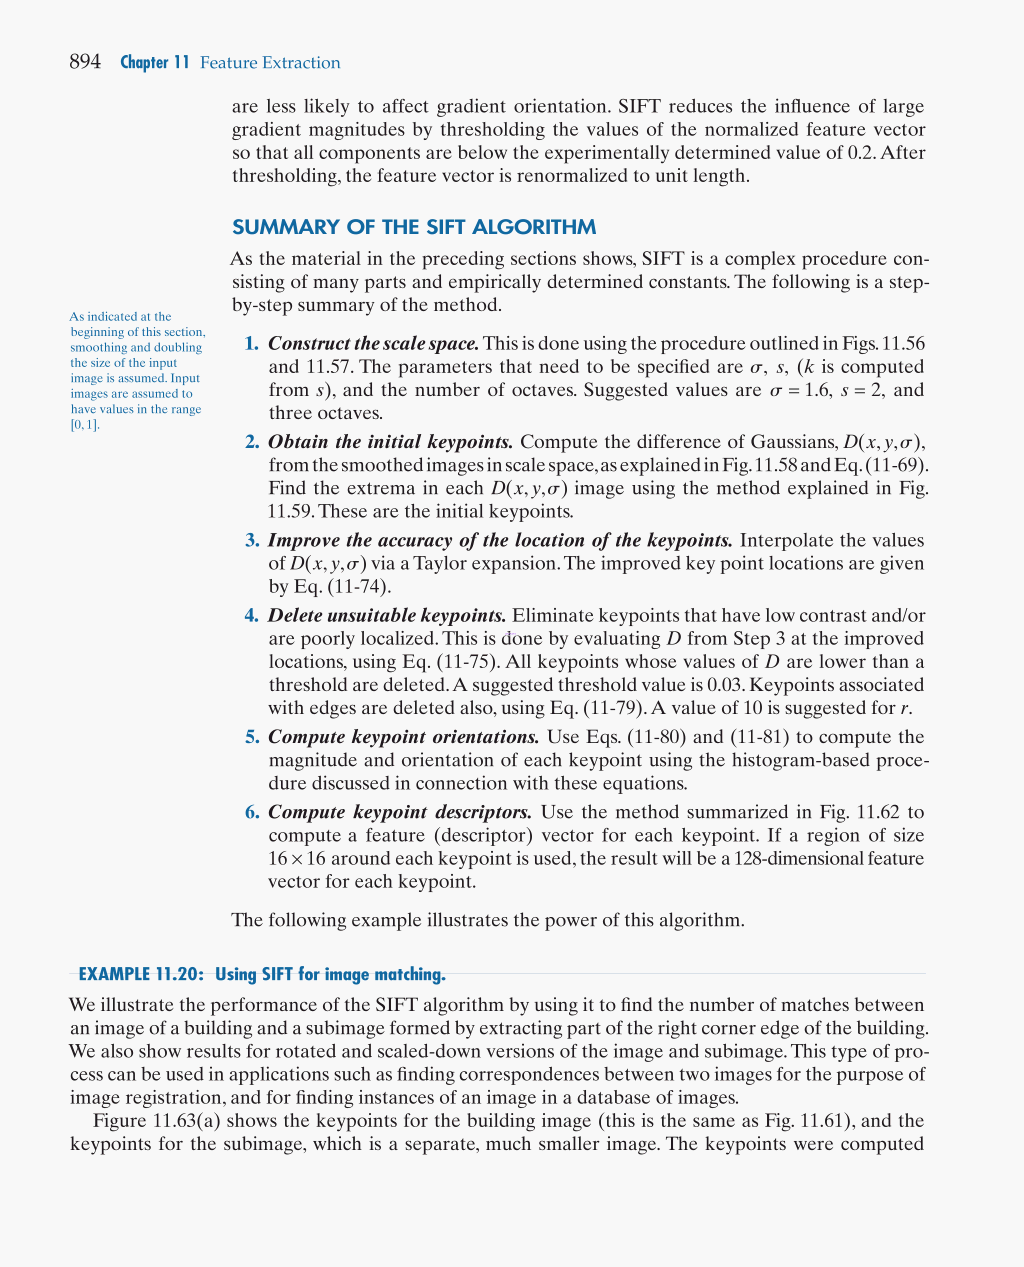 894 Chapter 11 Feature Extraction
are less likely to affect gradient orientation. SIFT reduces the influence of large
gradient magnitudes by thresholding the values of the normalized feature vector
so that all components are below the experimentally determined value of 0.2. After
thresholding, the feature vector is renormalized to unit length.
SUMMARY OF THE SIFT ALGORITHM
As the material in the preceding sections shows, SIFT is a complex procedure con-
sisting of many parts and empirically determined constants. The following is a step-
by-step summary of the method.
As indicated at the
beginning of this section,
smoothing and doubling
the size of the input
image is assumed. Input
images are assumed to
have values in the range
[0, 1].
1. Construct the scale space. This is done using the procedure outlined in Figs. 11.56
and 11.57. The parameters that need to be specified are σ, s, (k is computed
from s), and the number of octaves. Suggested values are σ = 1.6, s = 2, and
three octaves.
2. Obtain the initial keypoints. Compute the difference of Gaussians, D(x, y, σ),
from the smoothed images in scale space, as explained in Fig. 11.58 and Eq. (11-69).
Find the extrema in each D(x, y, σ) image using the method explained in Fig.
11.59. These are the initial keypoints.
3. Improve the accuracy of the location of the keypoints. Interpolate the values
of D(x, y, σ) via a Taylor expansion. The improved key point locations are given
by Eq. (11-74).
4. Delete unsuitable keypoints. Eliminate keypoints that have low contrast and/or
are poorly localized. This is done by evaluating D from Step 3 at the improved
locations, using Eq. (11-75). All keypoints whose values of D are lower than a
threshold are deleted. A suggested threshold value is 0.03. Keypoints associated
with edges are deleted also, using Eq. (11-79). A value of 10 is suggested for r.
5. Compute keypoint orientations. Use Eqs. (11-80) and (11-81) to compute the
magnitude and orientation of each keypoint using the histogram-based proce-
dure discussed in connection with these equations.
6. Compute keypoint descriptors. Use the method summarized in Fig. 11.62 to
compute a feature (descriptor) vector for each keypoint. If a region of size
16 × 16 around each keypoint is used, the result will be a 128-dimensional feature
vector for each keypoint.
The following example illustrates the power of this algorithm.
EXAMPLE 11.20: Using SIFT for image matching.
We illustrate the performance of the SIFT algorithm by using it to find the number of matches between
an image of a building and a subimage formed by extracting part of the right corner edge of the building.
We also show results for rotated and scaled-down versions of the image and subimage. This type of pro-
cess can be used in applications such as finding correspondences between two images for the purpose of
image registration, and for finding instances of an image in a database of images.
Figure 11.63(a) shows the keypoints for the building image (this is the same as Fig. 11.61), and the
keypoints for the subimage, which is a separate, much smaller image. The keypoints were computed